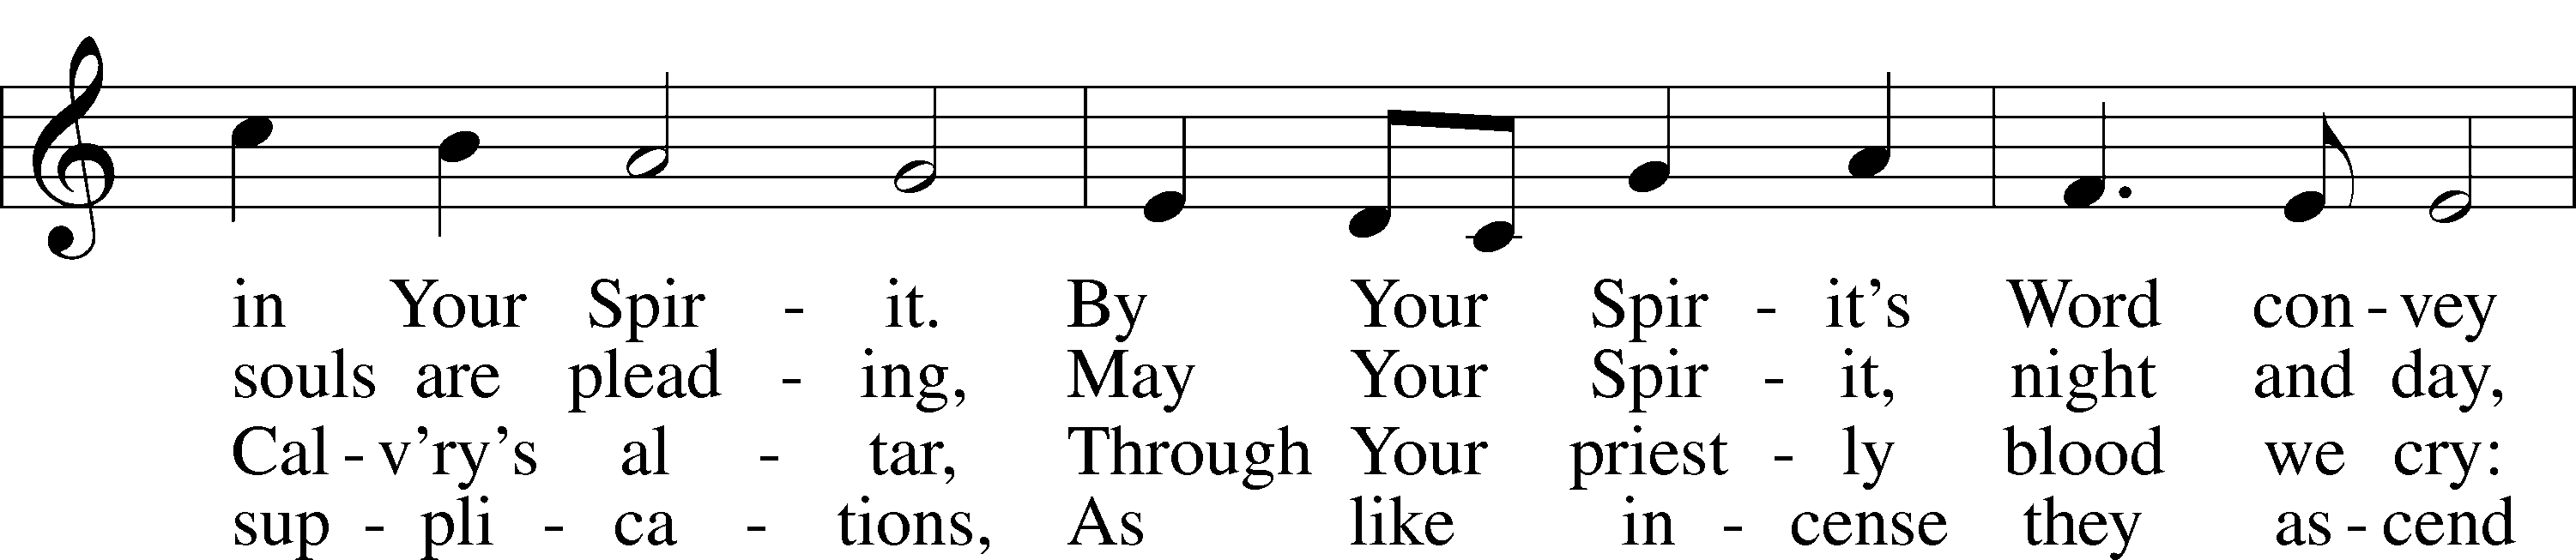 in Your Spir - it. By Your Spir - it's Word con - vey
souls are plead - ing, May Your Spir - it, night and day,
Cal - v'ry's al - tar, Through Your priest - ly blood we cry:
sup - pli - ca - tions, As like in - cense they as - cend